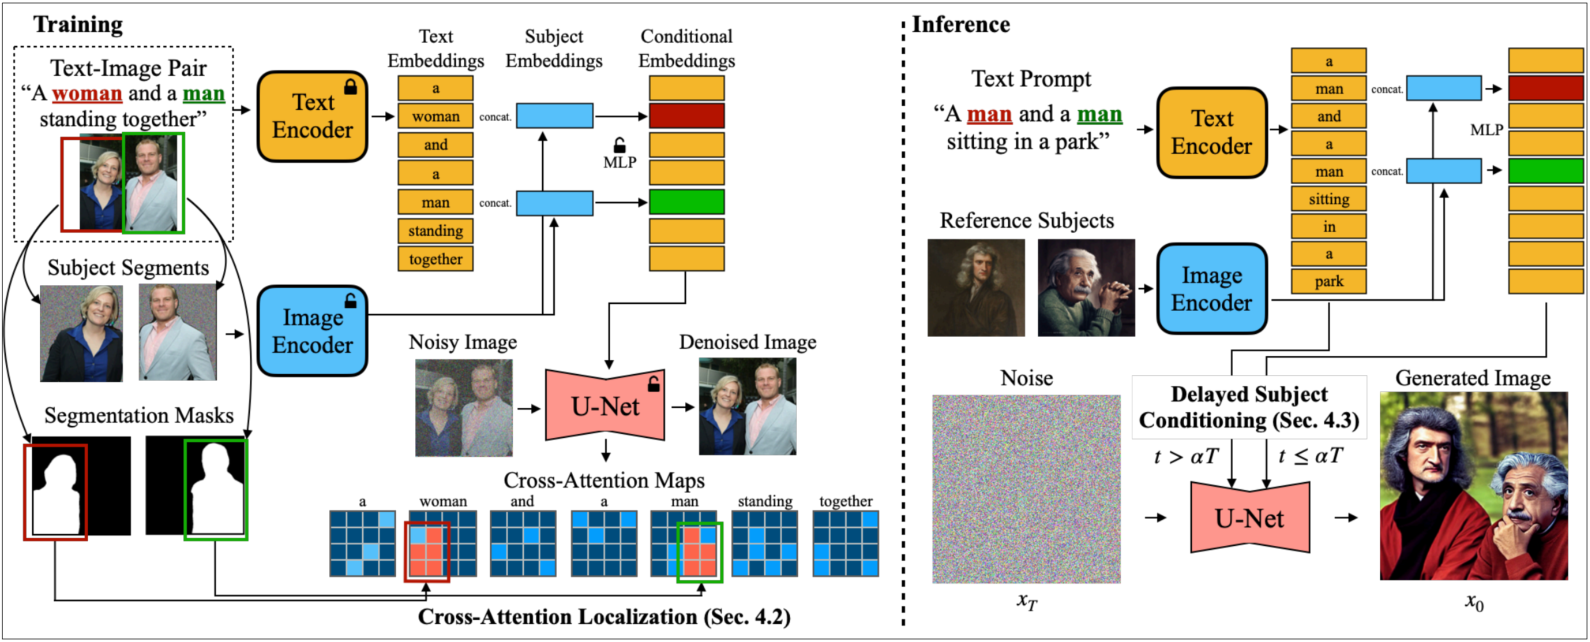 Training
Text-Image Pair
“A woman and a man
standing together”
Text
Encoder
Text
Embeddings
a
woman
and
a
man
standing
together
Subject
Embeddings
concat.
concat.
Conditional
Embeddings
MLP
Subject Segments
Image
Encoder
Segmentation Masks
Noisy Image
U-Net
Denoised Image
Cross-Attention Maps
a woman and a man standing together
Cross-Attention Localization (Sec. 4.2)
Inference
Text Prompt
“A man and a man
sitting in a park”
Text
Encoder
a
man
and
a
man
sitting
in
a
park
concat.
concat.
MLP
Reference Subjects
Image
Encoder
Noise
x_T
Delayed Subject
Conditioning (Sec. 4.3)
t > αT
t ≤ αT
U-Net
Generated Image
x_0